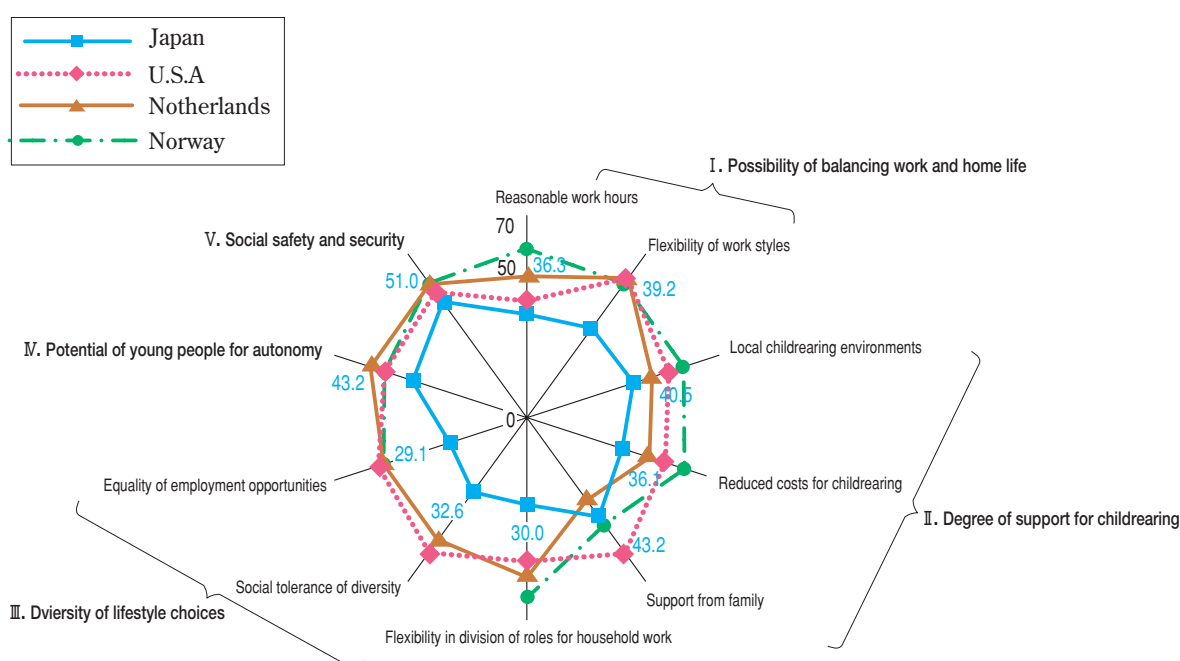 Japan
U.S.A
Notherlands
Norway
Ⅰ. Possibility of balancing work and home life
Reasonable work hours
70
Flexibility of work styles
Ⅴ. Social safety and security
50
36.3
51.0
39.2
Local childrearing environments
Ⅳ. Potential of young people for autonomy
43.2
40.5
0
29.1
36.1
Reduced costs for childrearing
Equality of employment opportunities
32.6
30.0
43.2
Ⅱ. Degree of support for childrearing
Social tolerance of diversity
Support from family
Ⅲ. Dviersity of lifestyle choices
Flexibility in division of roles for household work